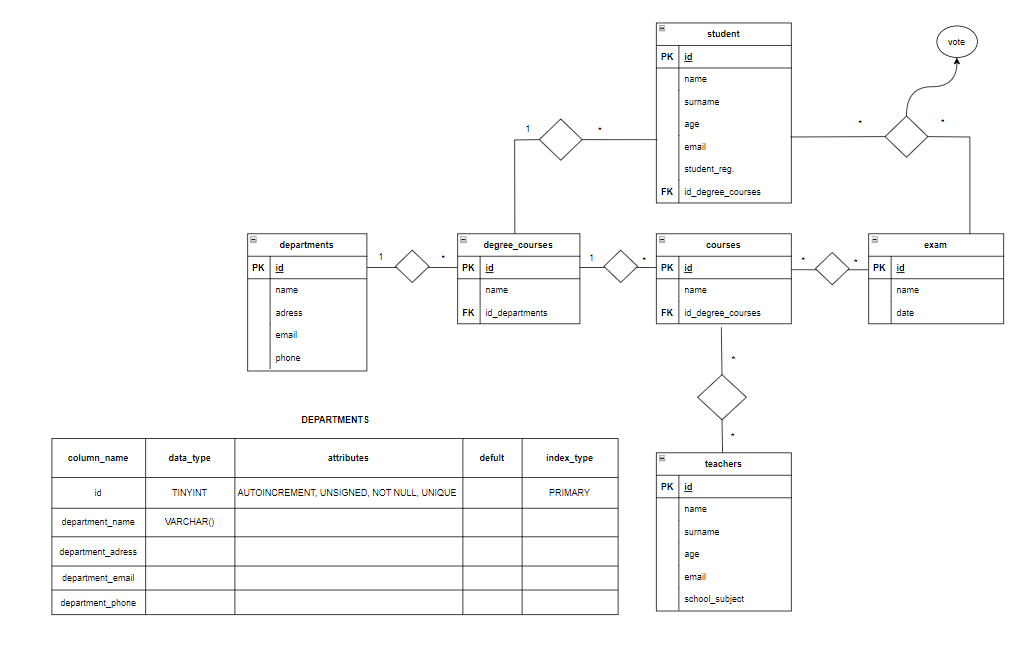 student
PK id
name
surname
age
email
student_reg.
FK id_degree_courses
vote
1
*
*
*
departments
PK id
name
adress
email
phone
1
*
degree_courses
PK id
name
FK id_departments
1
*
courses
PK id
name
FK id_degree_courses
*
*
exam
PK id
name
date
*
*
teachers
PK id
name
surname
age
email
school_subject
DEPARTMENTS
column_name data_type attributes defult index_type
id TINYINT AUTOINCREMENT, UNSIGNED, NOT NULL, UNIQUE PRIMARY
department_name VARCHAR()
department_adress
department_email
department_phone